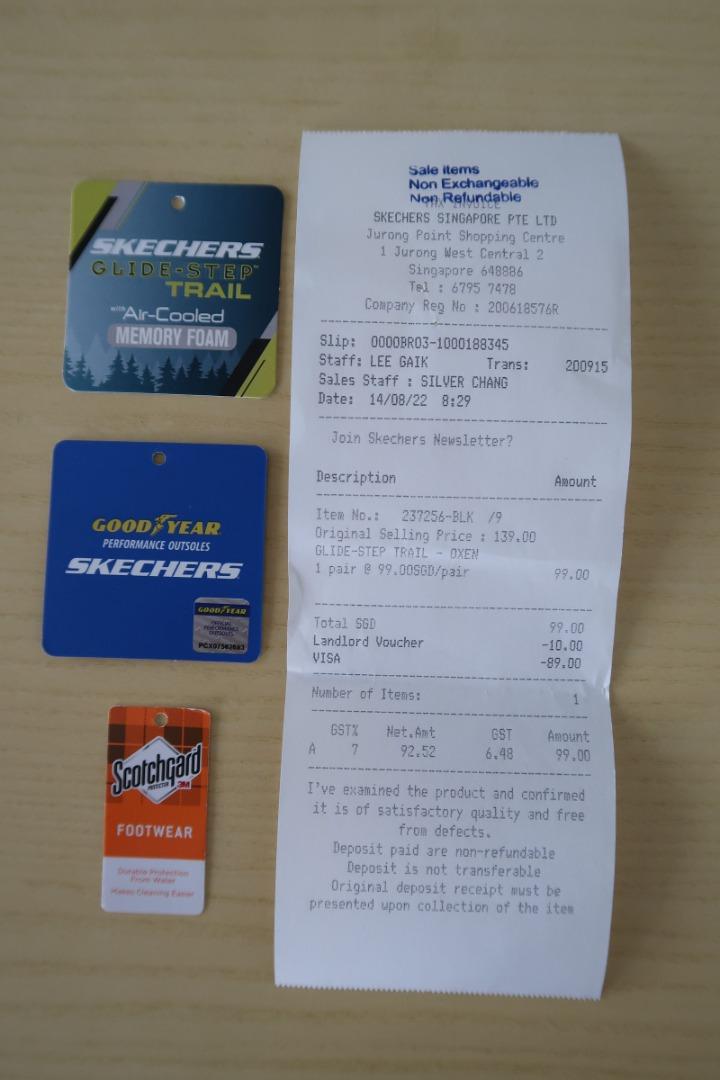 SKECHERS
GLIDE-STEP™
TRAIL
with Air-Cooled
MEMORY FOAM
GOODYEAR
PERFORMANCE OUTSOLES
SKECHERS
GOODYEAR
OFFICIAL
PERFORMANCE
OUTSOLES
Scotchgard
PROTECTOR 3M
FOOTWEAR
Durable Protection
From Water
Makes Cleaning Easier
Sale items
Non Exchangeable
Non Refundable
TAX INVOICE
SKECHERS SINGAPORE PTE LTD
Jurong Point Shopping Centre
1 Jurong West Central 2
Singapore 648886
Tel : 6795 7478
Company Reg No : 200618576R
Slip: 0000BR03-1000188345
Staff: LEE GAIK Trans: 200915
Sales Staff : SILVER CHANG
Date: 14/08/22 8:29
Join Skechers Newsletter?
Description Amount
Item No.: 237256-BLK /9
Original Selling Price : 139.00
GLIDE-STEP TRAIL - OXEN
1 pair @ 99.00SGD/pair 99.00
Total SGD 99.00
Landlord Voucher -10.00
VISA -89.00
Number of Items: 1
GST% Net.Amt GST Amount
A 7 92.52 6.48 99.00
I've examined the product and confirmed
it is of satisfactory quality and free
from defects.
Deposit paid are non-refundable
Deposit is not transferable
Original deposit receipt must be
presented upon collection of the item